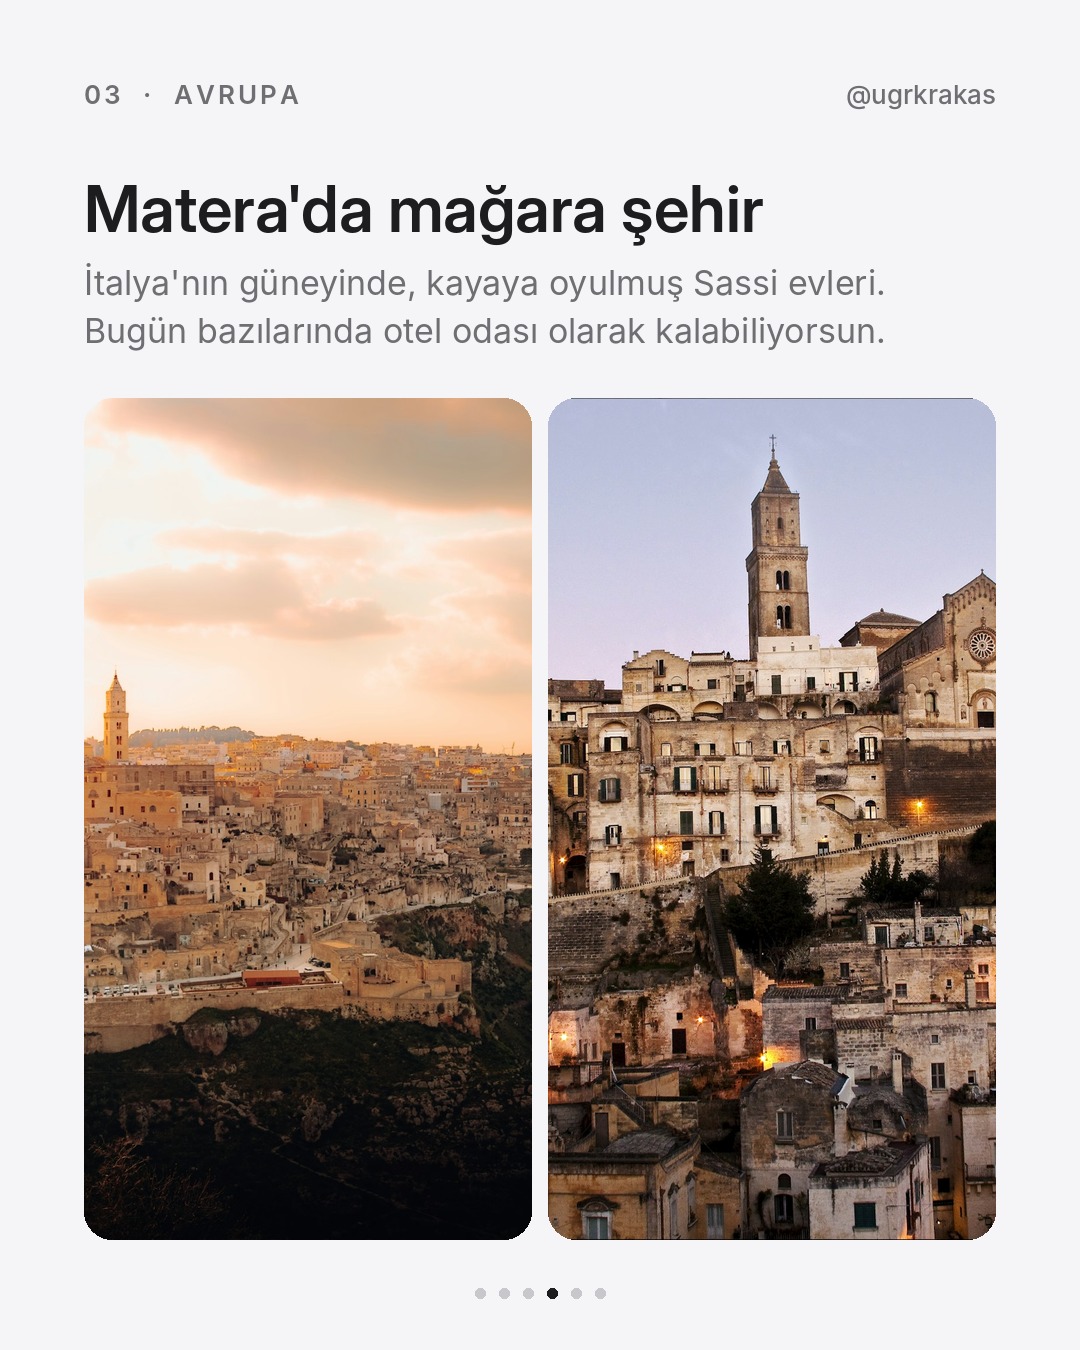 03 · AVRUPA
@ugrkrakas
Matera'da mağara şehir
İtalya'nın güneyinde, kayaya oyulmuş Sassi evleri.
Bugün bazılarında otel odası olarak kalabiliyorsun.